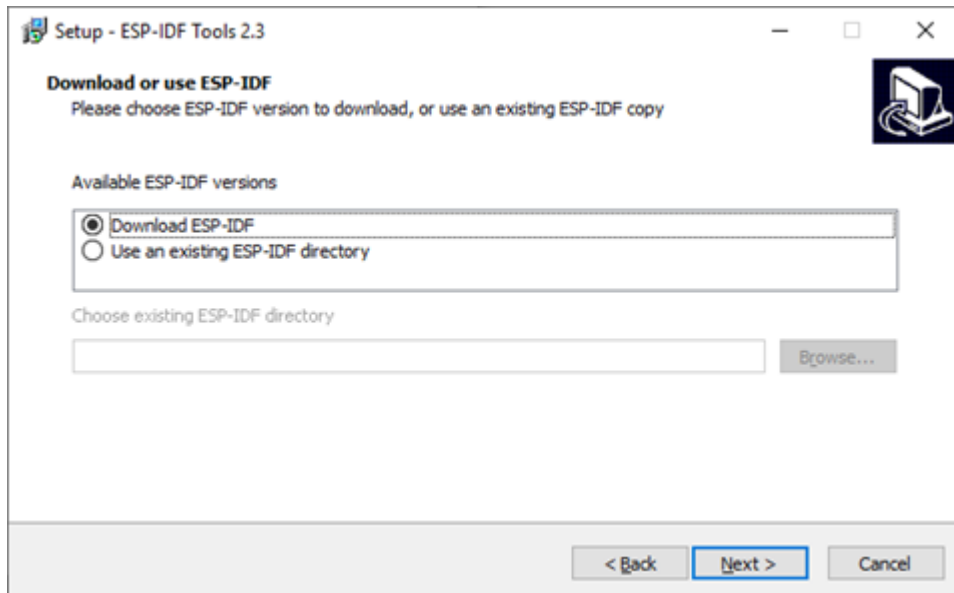 Setup - ESP-IDF Tools 2.3
Download or use ESP-IDF
Please choose ESP-IDF version to download, or use an existing ESP-IDF copy
Available ESP-IDF versions
Download ESP-IDF
Use an existing ESP-IDF directory
Choose existing ESP-IDF directory
Browse...
< Back
Next >
Cancel